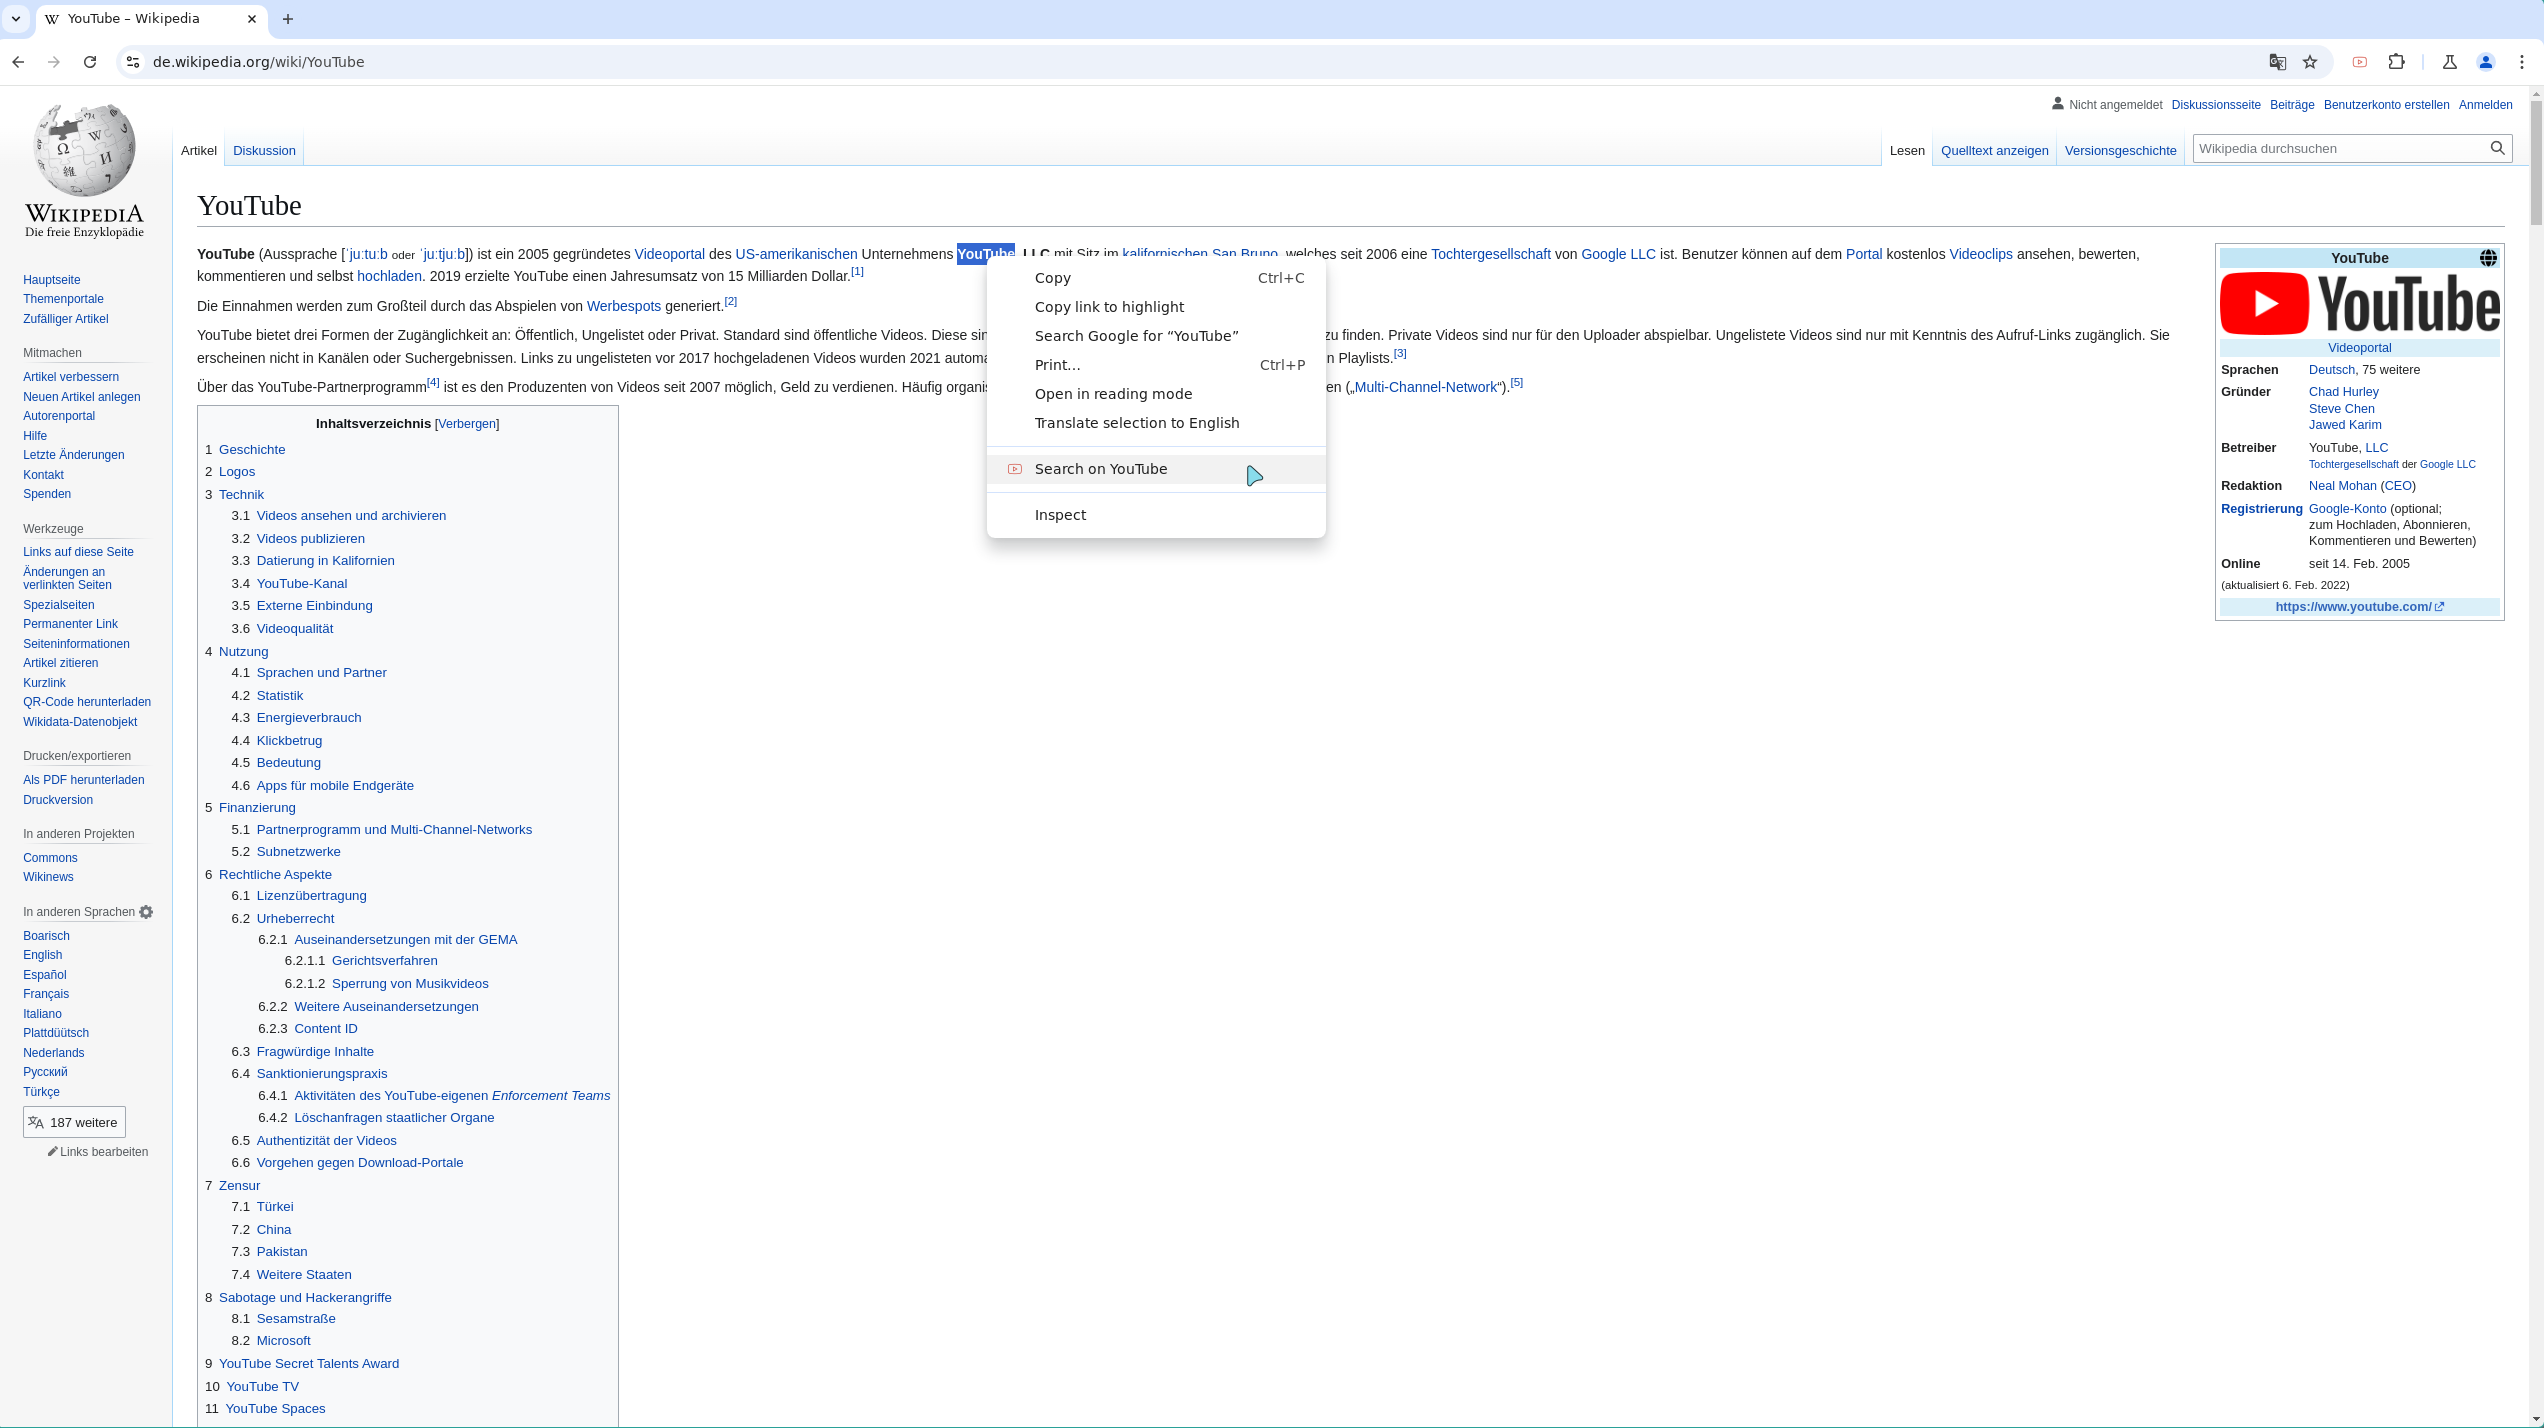 YouTube – Wikipedia
de.wikipedia.org/wiki/YouTube
Nicht angemeldet Diskussionsseite Beiträge Benutzerkonto erstellen Anmelden
Artikel Diskussion Lesen Quelltext anzeigen Versionsgeschichte Wikipedia durchsuchen
WIKIPEDIA
Die freie Enzyklopädie
Hauptseite
Themenportale
Zufälliger Artikel
Mitmachen
Artikel verbessern
Neuen Artikel anlegen
Autorenportal
Hilfe
Letzte Änderungen
Kontakt
Spenden
Werkzeuge
Links auf diese Seite
Änderungen an
verlinkten Seiten
Spezialseiten
Permanenter Link
Seiteninformationen
Artikel zitieren
Kurzlink
QR-Code herunterladen
Wikidata-Datenobjekt
Drucken/exportieren
Als PDF herunterladen
Druckversion
In anderen Projekten
Commons
Wikinews
In anderen Sprachen
Boarisch
English
Español
Français
Italiano
Plattdüütsch
Nederlands
Русский
Türkçe
187 weitere
Links bearbeiten
YouTube
YouTube (Aussprache [ˈjuːtuːb oder ˈjuːtjuːb]) ist ein 2005 gegründetes Videoportal des US-amerikanischen Unternehmens YouTube, LLC mit Sitz im kalifornischen San Bruno, welches seit 2006 eine Tochtergesellschaft von Google LLC ist. Benutzer können auf dem Portal kostenlos Videoclips ansehen, bewerten,
kommentieren und selbst hochladen. 2019 erzielte YouTube einen Jahresumsatz von 15 Milliarden Dollar.[1]
Die Einnahmen werden zum Großteil durch das Abspielen von Werbespots generiert.[2]
YouTube bietet drei Formen der Zugänglichkeit an: Öffentlich, Ungelistet oder Privat. Standard sind öffentliche Videos. Diese sin zu finden. Private Videos sind nur für den Uploader abspielbar. Ungelistete Videos sind nur mit Kenntnis des Aufruf-Links zugänglich. Sie
erscheinen nicht in Kanälen oder Suchergebnissen. Links zu ungelisteten vor 2017 hochgeladenen Videos wurden 2021 automa n Playlists.[3]
Über das YouTube-Partnerprogramm[4] ist es den Produzenten von Videos seit 2007 möglich, Geld zu verdienen. Häufig organis en („Multi-Channel-Network“).[5]
Copy Ctrl+C
Copy link to highlight
Search Google for “YouTube”
Print… Ctrl+P
Open in reading mode
Translate selection to English
Search on YouTube
Inspect
Inhaltsverzeichnis [Verbergen]
1 Geschichte
2 Logos
3 Technik
3.1 Videos ansehen und archivieren
3.2 Videos publizieren
3.3 Datierung in Kalifornien
3.4 YouTube-Kanal
3.5 Externe Einbindung
3.6 Videoqualität
4 Nutzung
4.1 Sprachen und Partner
4.2 Statistik
4.3 Energieverbrauch
4.4 Klickbetrug
4.5 Bedeutung
4.6 Apps für mobile Endgeräte
5 Finanzierung
5.1 Partnerprogramm und Multi-Channel-Networks
5.2 Subnetzwerke
6 Rechtliche Aspekte
6.1 Lizenzübertragung
6.2 Urheberrecht
6.2.1 Auseinandersetzungen mit der GEMA
6.2.1.1 Gerichtsverfahren
6.2.1.2 Sperrung von Musikvideos
6.2.2 Weitere Auseinandersetzungen
6.2.3 Content ID
6.3 Fragwürdige Inhalte
6.4 Sanktionierungspraxis
6.4.1 Aktivitäten des YouTube-eigenen Enforcement Teams
6.4.2 Löschanfragen staatlicher Organe
6.5 Authentizität der Videos
6.6 Vorgehen gegen Download-Portale
7 Zensur
7.1 Türkei
7.2 China
7.3 Pakistan
7.4 Weitere Staaten
8 Sabotage und Hackerangriffe
8.1 Sesamstraße
8.2 Microsoft
9 YouTube Secret Talents Award
10 YouTube TV
11 YouTube Spaces
YouTube
YouTube
Videoportal
Sprachen Deutsch, 75 weitere
Gründer Chad Hurley
Steve Chen
Jawed Karim
Betreiber YouTube, LLC
Tochtergesellschaft der Google LLC
Redaktion Neal Mohan (CEO)
Registrierung Google-Konto (optional;
zum Hochladen, Abonnieren,
Kommentieren und Bewerten)
Online seit 14. Feb. 2005
(aktualisiert 6. Feb. 2022)
https://www.youtube.com/